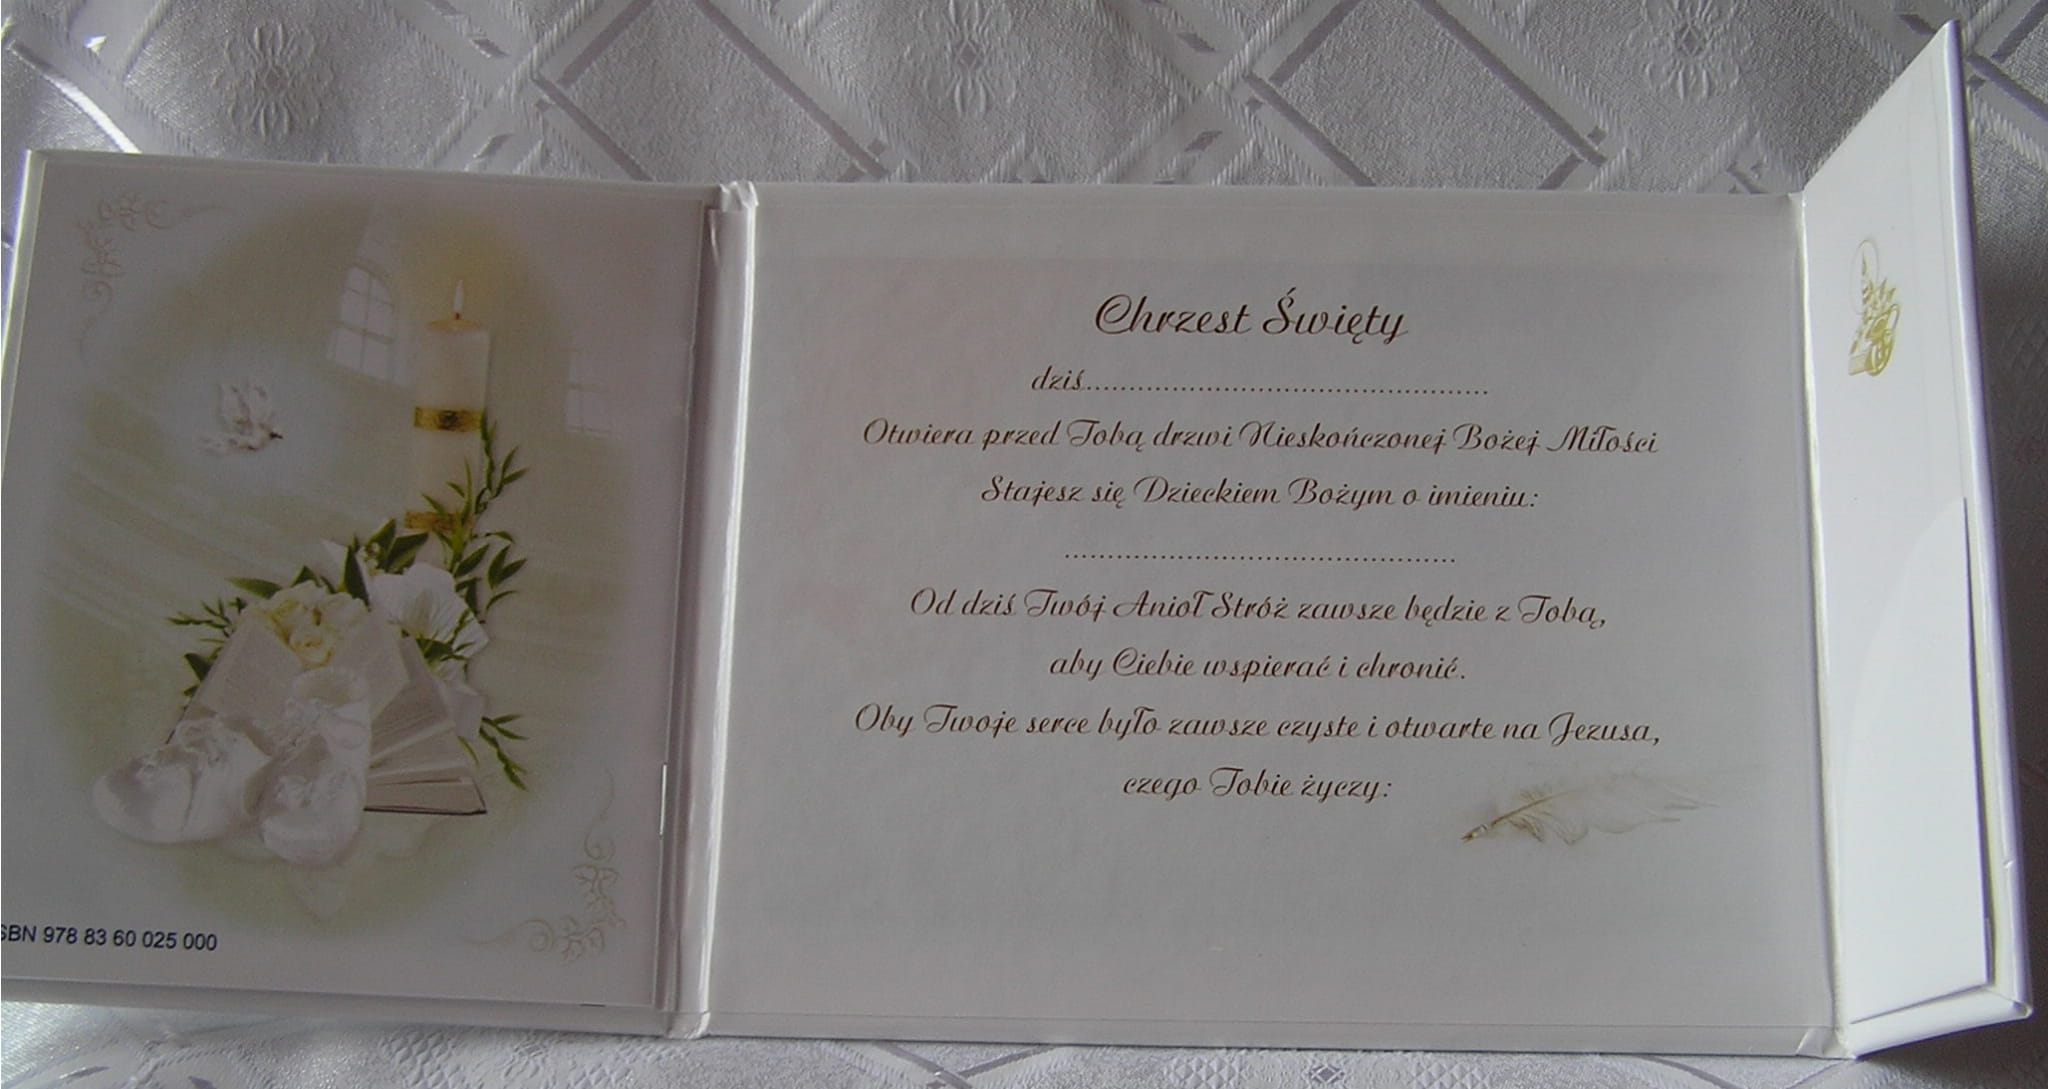 SBN 978 83 60 025 000
Chrzest Święty
dziś................................................
Otwiera przed Tobą drzwi Nieskończonej Bożej Miłości
Stajesz się Dzieckiem Bożym o imieniu:
...............................................
Od dziś Twój Anioł Stróż zawsze będzie z Tobą,
aby Ciebie wspierać i chronić.
Oby Twoje serce było zawsze czyste i otwarte na Jezusa,
czego Tobie życzy: